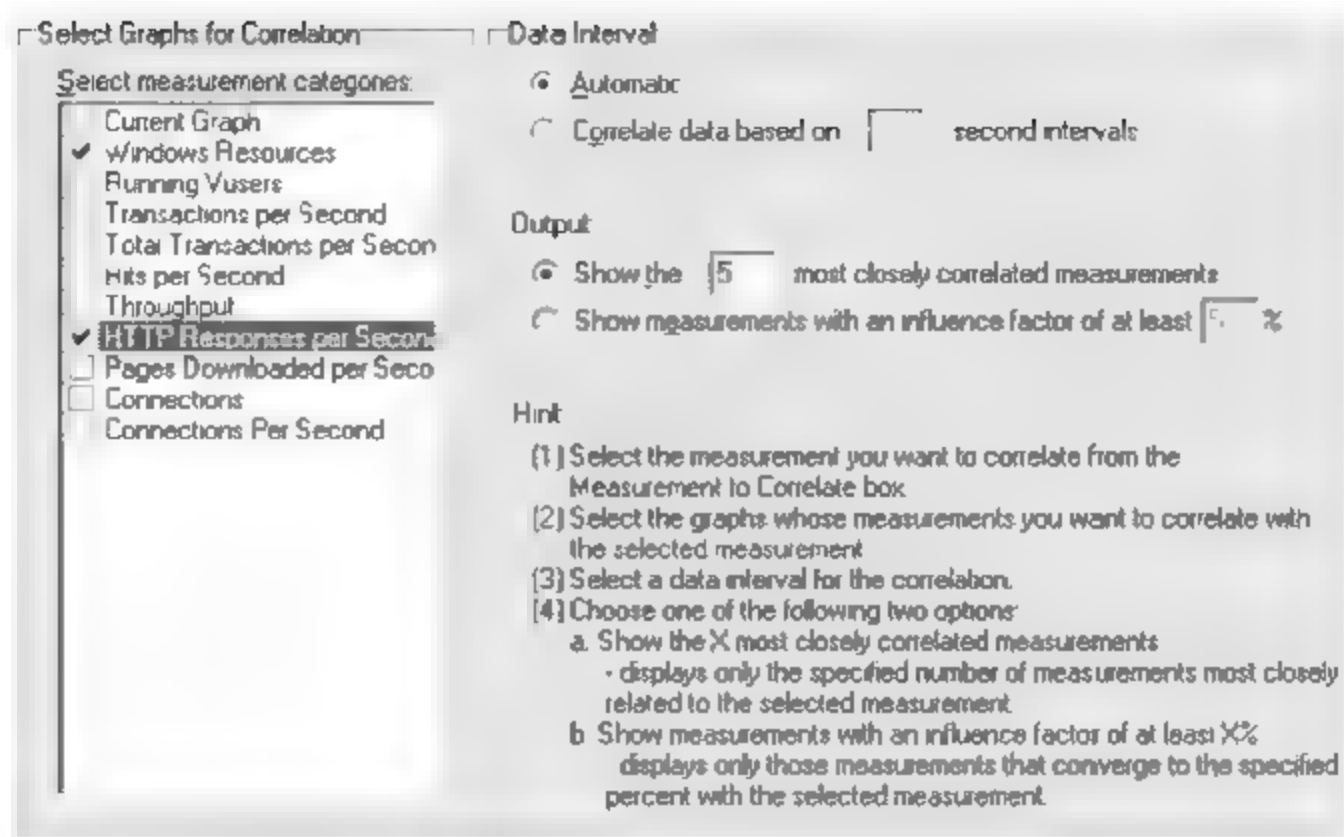 Select Graphs for Correlation
Select measurement categories:
Current Graph
Windows Resources
Running Vusers
Transactions per Second
Total Transactions per Secon
Hits per Second
Throughput
HTTP Responses per Second
Pages Downloaded per Seco
Connections
Connections Per Second
Data Interval
Automatic
Correlate data based on second intervals
Output
Show the 5 most closely correlated measurements
Show measurements with an influence factor of at least %
Hint
(1) Select the measurement you want to correlate from the
Measurement to Correlate box
(2) Select the graphs whose measurements you want to correlate with
the selected measurement
(3) Select a data interval for the correlation.
(4) Choose one of the following two options:
a. Show the X most closely correlated measurements
- displays only the specified number of measurements most closely
related to the selected measurement.
b Show measurements with an influence factor of at least X%
displays only those measurements that converge to the specified
percent with the selected measurement.